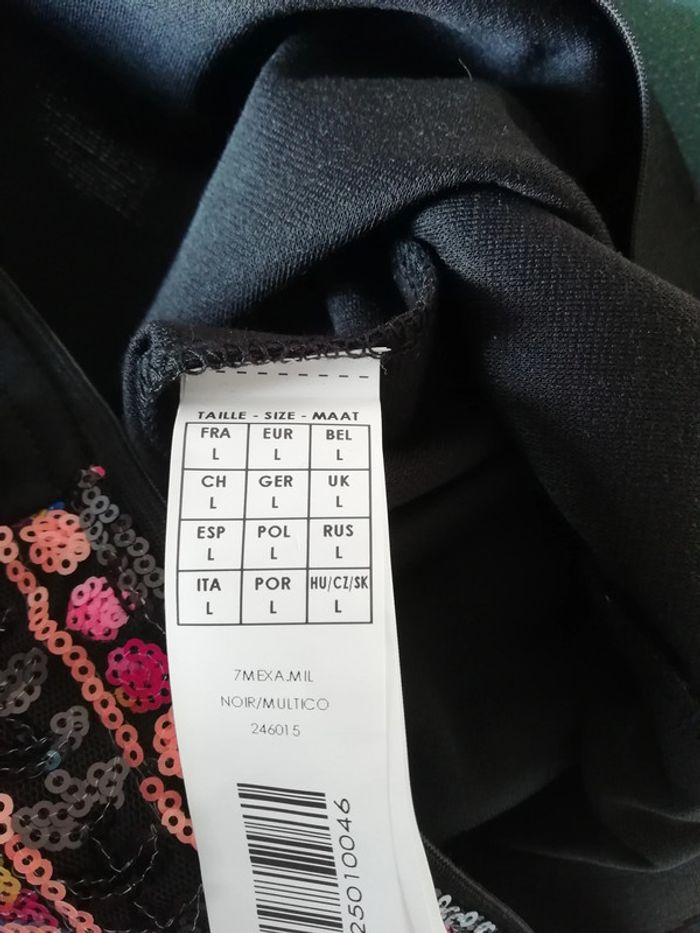 TAILLE - SIZE - MAAT
FRA EUR BEL
L L L
CH GER UK
L L L
ESP POL RUS
L L L
ITA POR HU/CZ/SK
L L L
7MEXA.MIL
NOIR/MULTICO
246015
25010046